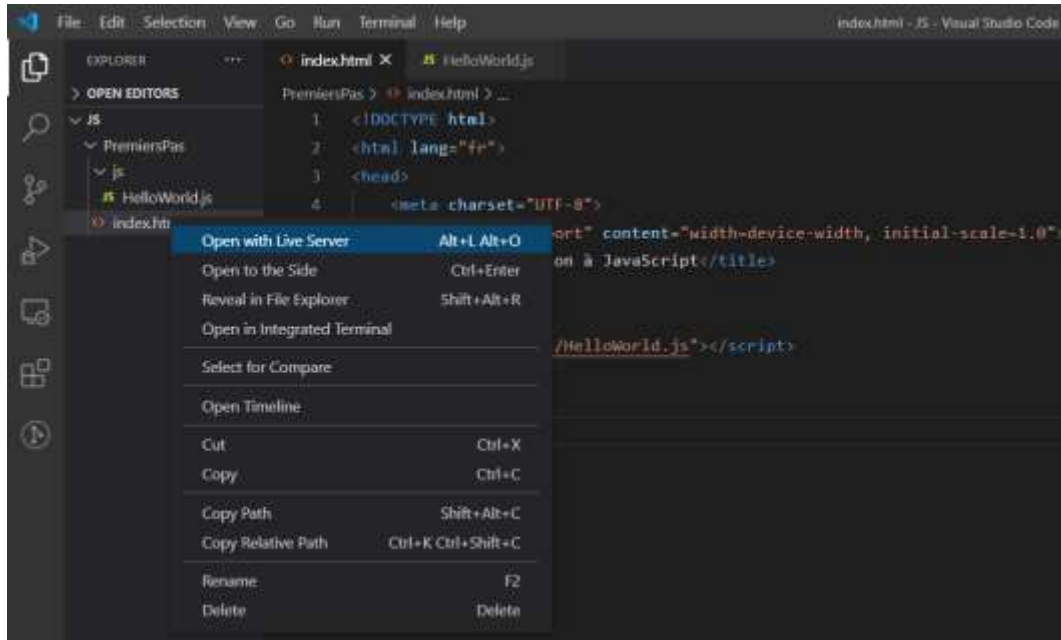 File Edit Selection View Go Run Terminal Help
index.html - JS - Visual Studio Code
EXPLORER ...
index.html ×
JS HelloWorld.js
> OPEN EDITORS
PremiersPas > index.html > ...
JS
PremiersPas
js
JS HelloWorld.js
index.htm
1 <!DOCTYPE html>
2 <html lang="fr">
3 <head>
4 <meta charset="UTF-8">
ort" content="width=device-width, initial-scale=1.0">
on à JavaScript</title>
/HelloWorld.js"></script>
Open with Live Server Alt+L Alt+O
Open to the Side Ctrl+Enter
Reveal in File Explorer Shift+Alt+R
Open in Integrated Terminal
Select for Compare
Open Timeline
Cut Ctrl+X
Copy Ctrl+C
Copy Path Shift+Alt+C
Copy Relative Path Ctrl+K Ctrl+Shift+C
Rename F2
Delete Delete